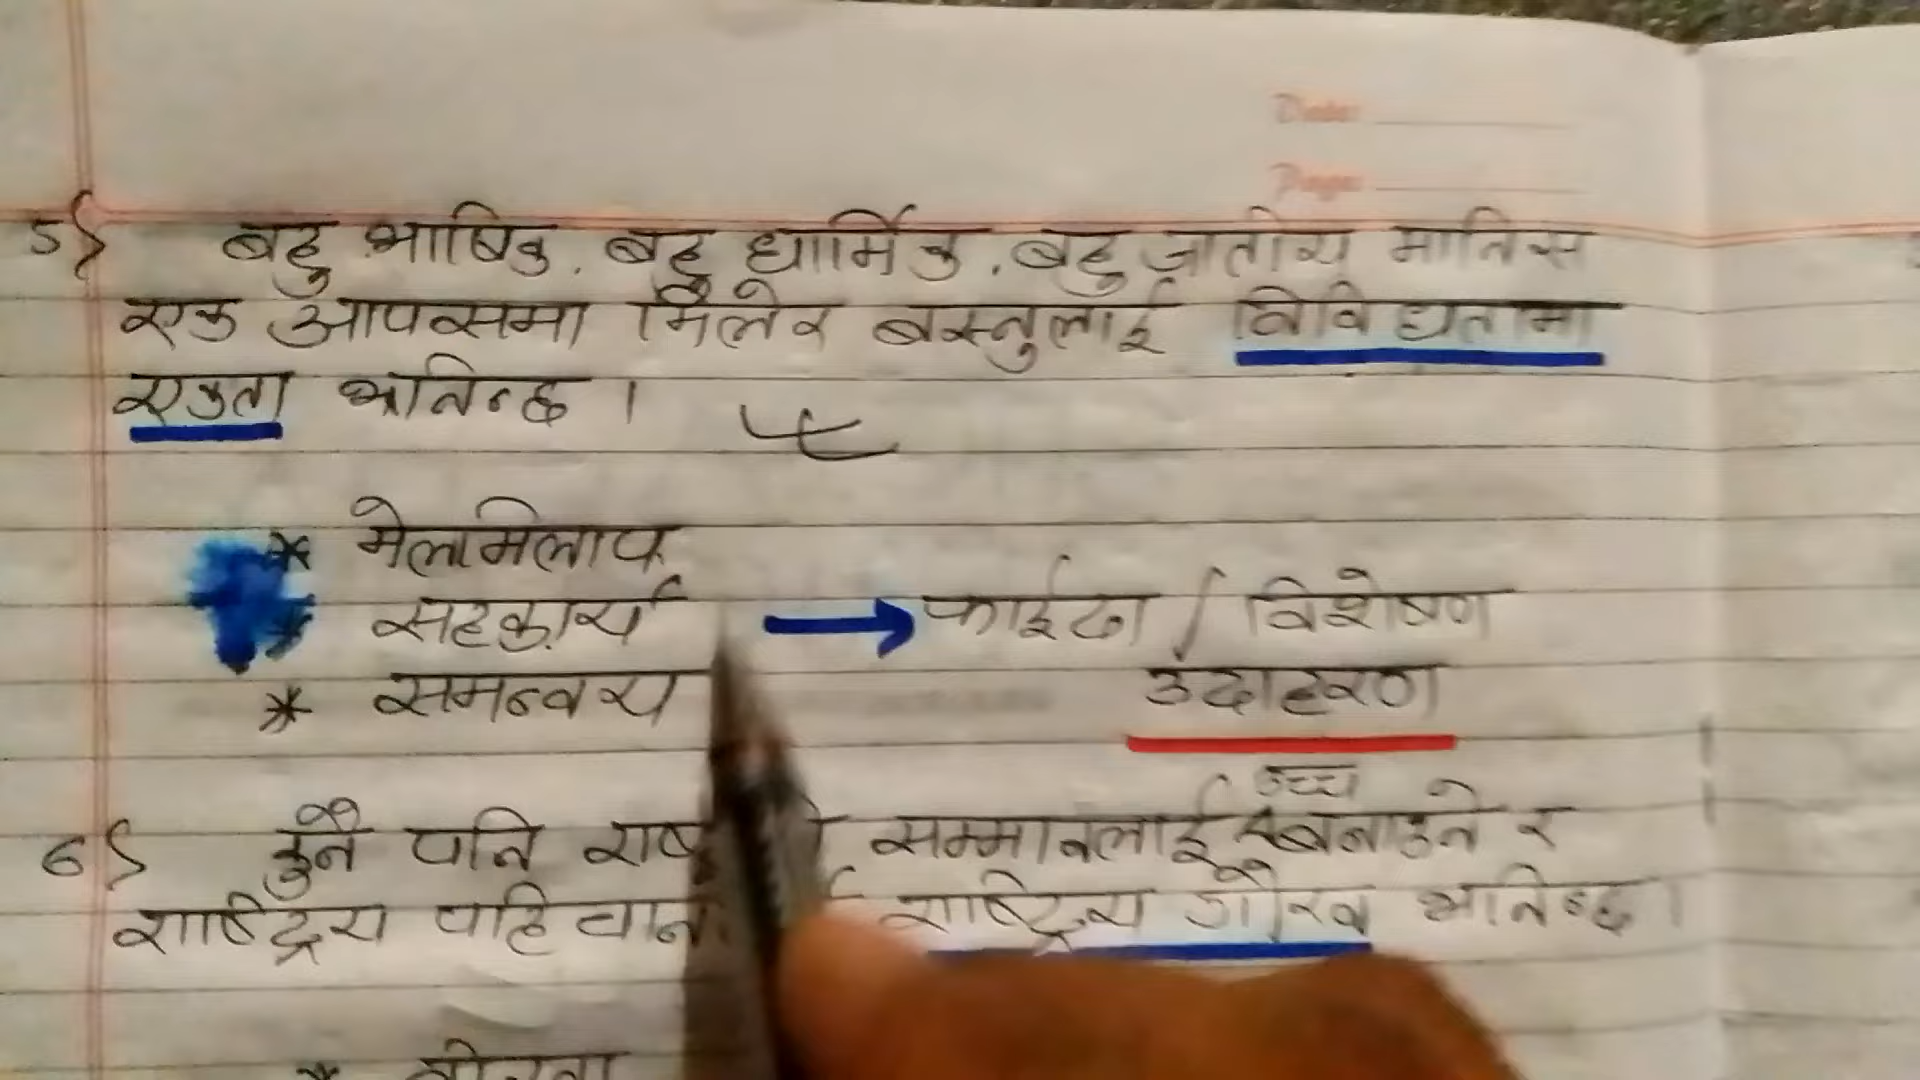 Date:
Page:
5) बहु भाषिक, बहु धार्मिक, बहु जातीय मानिस
एक आपसमा मिलेर बस्नुलाई विविधतामा
एकता भनिन्छ ।
* मेलमिलाप
* सहकार्य → फाईदा / विशेषण
* समन्वय उदाहरण
उच्च
6) कुनै पनि सम्मानलाई बनाउने र
राष्ट्रिय पहिचान राष्ट्रिय गौरव भनिन्छ ।
*